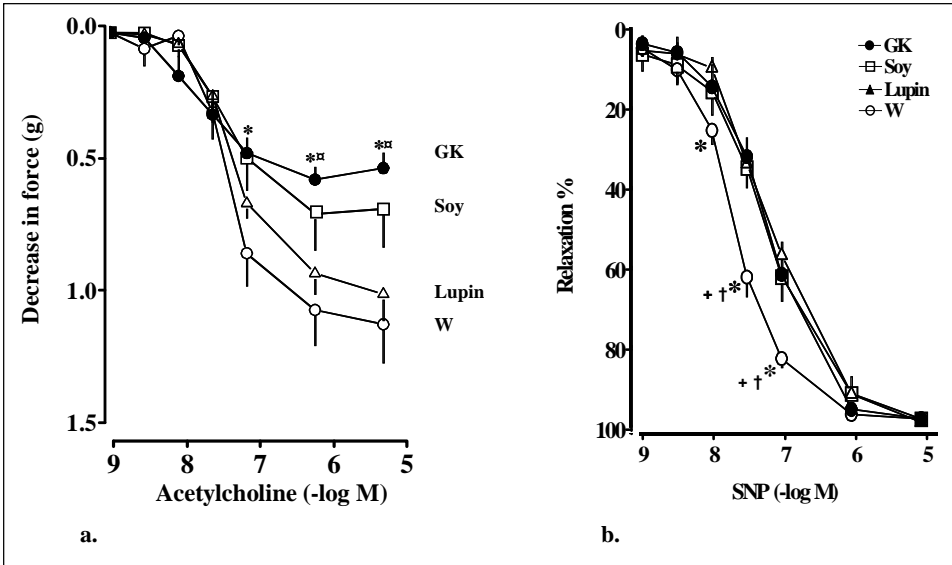 0.0
0.5
1.0
1.5
Decrease in force (g)
*
*¤
*¤
GK
Soy
Lupin
W
9
8
7
6
5
Acetylcholine (-log M)
a.
0
20
40
60
80
100
Relaxation %
GK
Soy
Lupin
W
*
+ †*
+ †*
9
8
7
6
5
SNP (-log M)
b.